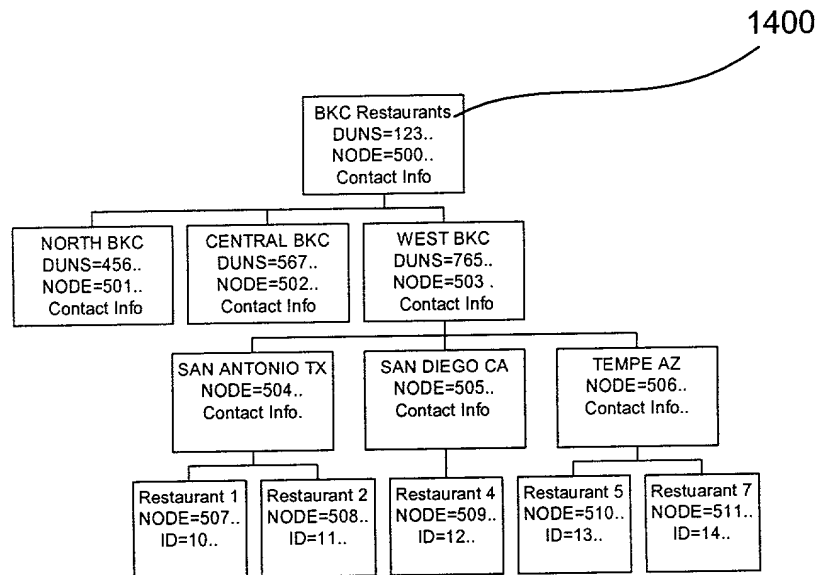 1400
BKC Restaurants
DUNS=123..
NODE=500..
Contact Info
NORTH BKC
DUNS=456..
NODE=501..
Contact Info
CENTRAL BKC
DUNS=567..
NODE=502..
Contact Info
WEST BKC
DUNS=765..
NODE=503 .
Contact Info
SAN ANTONIO TX
NODE=504..
Contact Info.
SAN DIEGO CA
NODE=505..
Contact Info
TEMPE AZ
NODE=506..
Contact Info..
Restaurant 1
NODE=507..
ID=10..
Restaurant 2
NODE=508..
ID=11..
Restaurant 4
NODE=509..
ID=12..
Restaurant 5
NODE=510..
ID=13..
Restuarant 7
NODE=511..
ID=14..